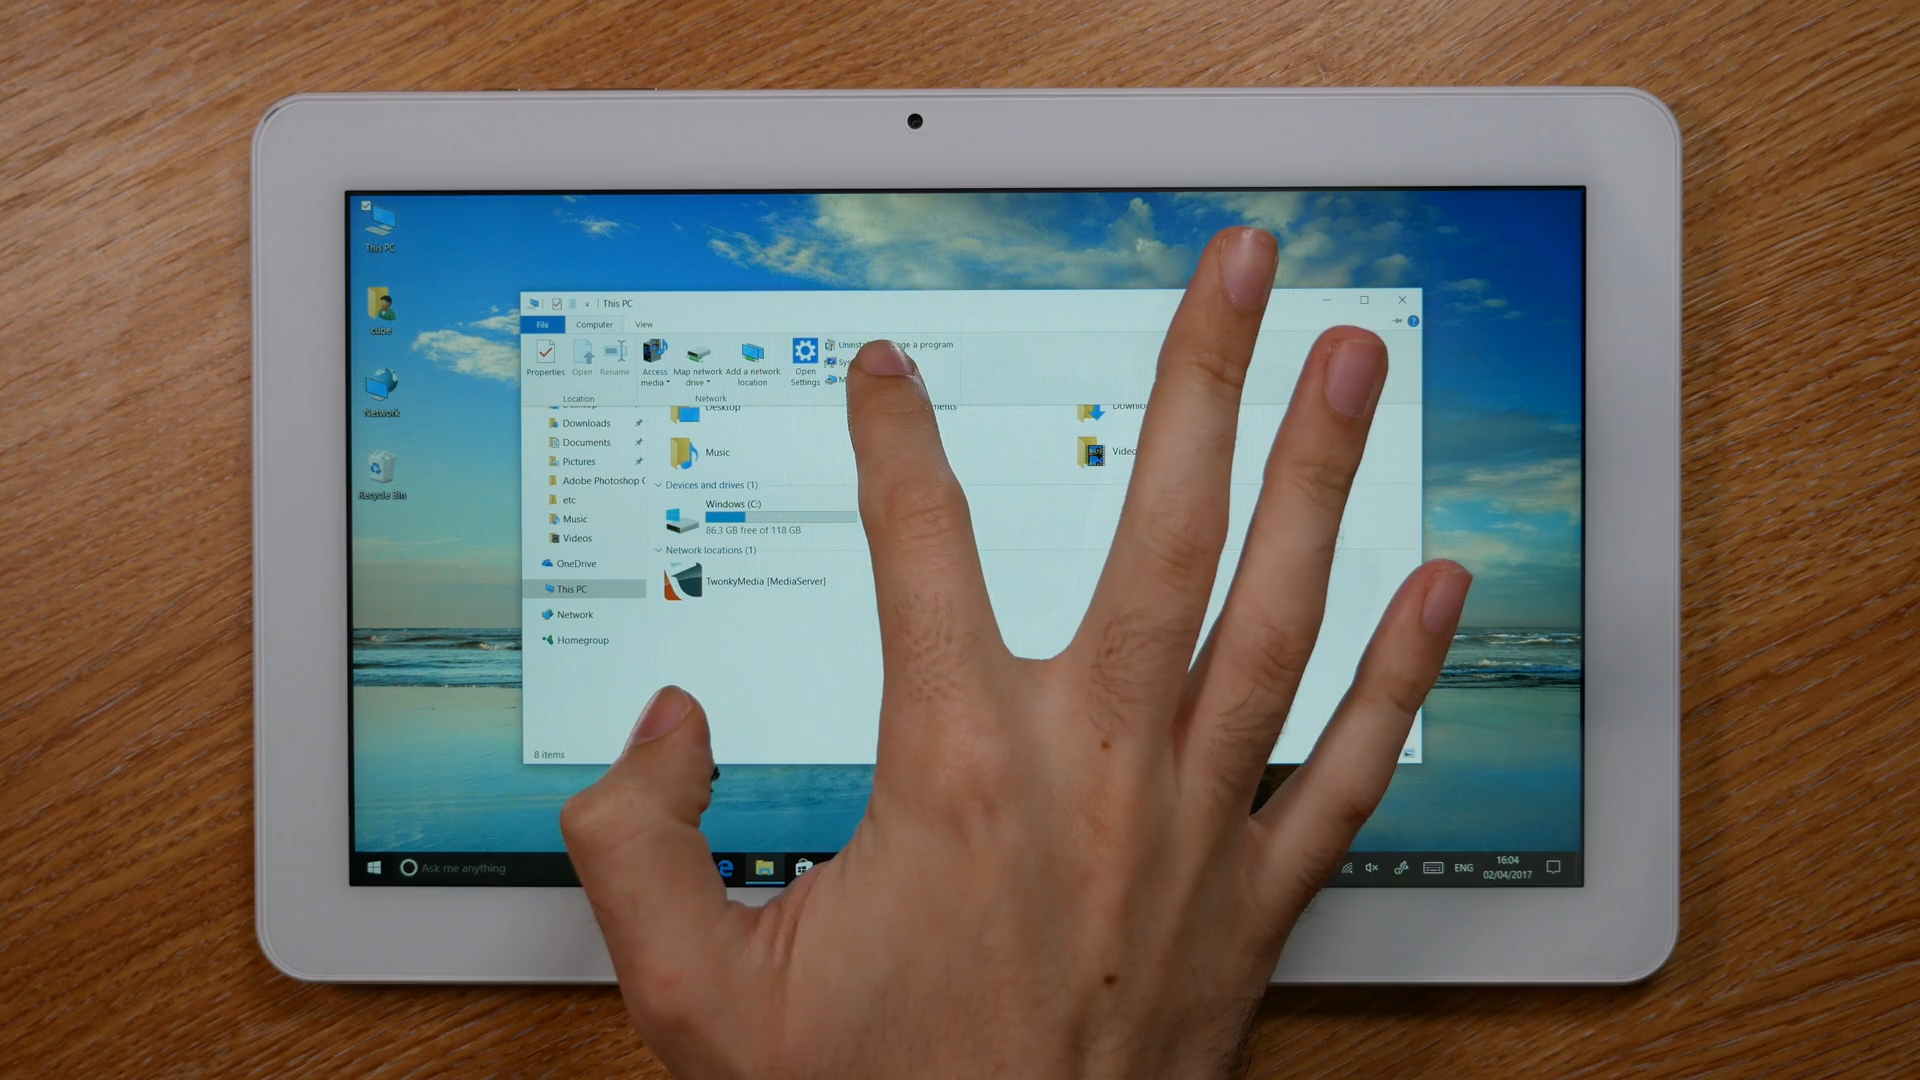 This PC
cube
Network
Recycle Bin
This PC
File
Computer
View
Properties
Open
Rename
Access media
Map network drive
Add a network location
Open Settings
a program
Location
Network
Desktop
Downloads
Documents
Pictures
Adobe Photoshop C
etc
Music
Videos
OneDrive
This PC
Network
Homegroup
Desktop
Music
Devices and drives (1)
Windows (C:)
86.3 GB free of 118 GB
Network locations (1)
TwonkyMedia [MediaServer]
8 items
Ask me anything
ENG
16:04
02/04/2017